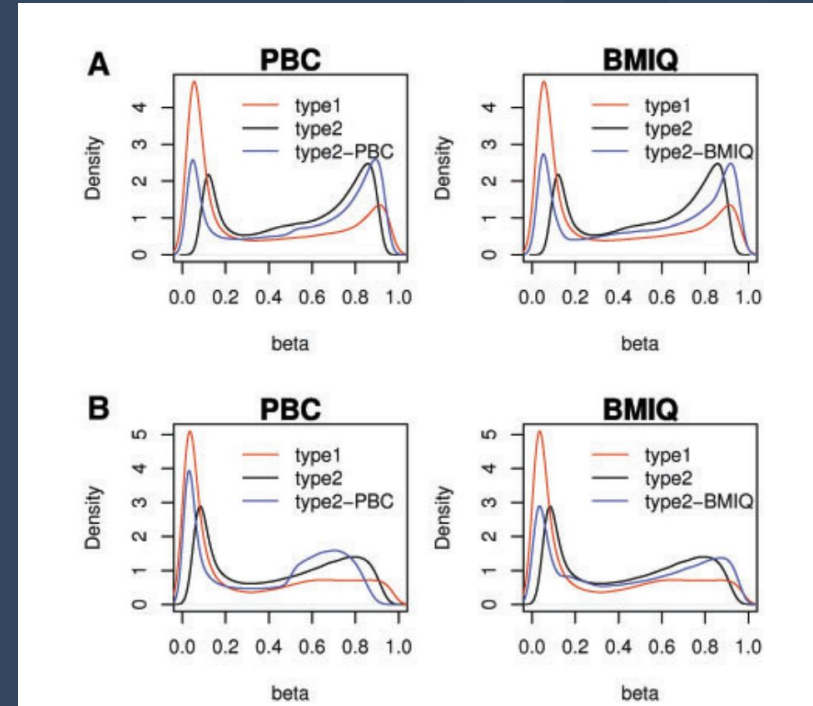 A
PBC
BMIQ
4
3
2
1
0
Density
type1
type2
type2-PBC
0.0 0.2 0.4 0.6 0.8 1.0
beta
4
3
2
1
0
Density
type1
type2
type2-BMIQ
0.0 0.2 0.4 0.6 0.8 1.0
beta
B
PBC
BMIQ
5
4
3
2
1
0
Density
type1
type2
type2-PBC
0.0 0.2 0.4 0.6 0.8 1.0
beta
5
4
3
2
1
0
Density
type1
type2
type2-BMIQ
0.0 0.2 0.4 0.6 0.8 1.0
beta